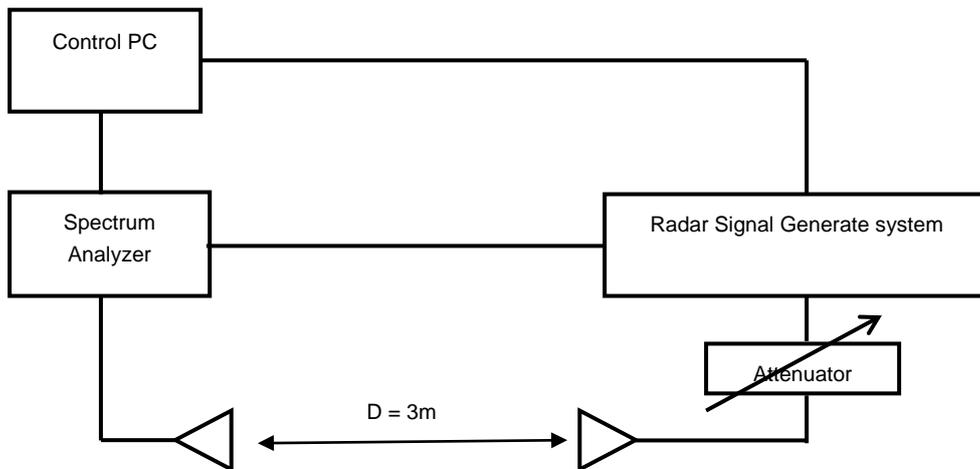 Control PC
Spectrum
Analyzer
Radar Signal Generate system
Attenuator
D = 3m